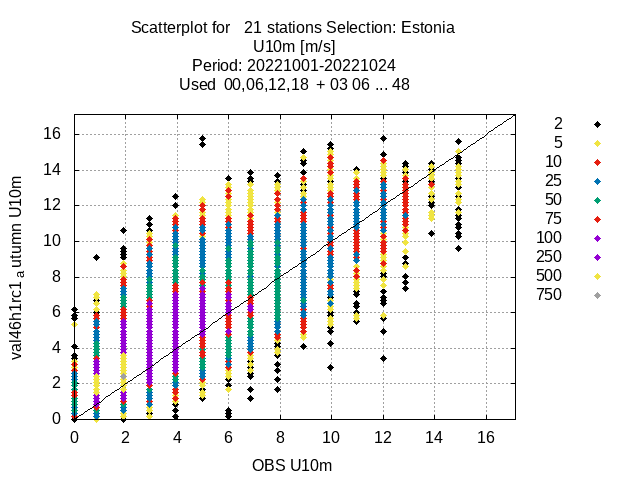 Scatterplot for 21 stations Selection: Estonia
U10m [m/s]
Period: 20221001-20221024
Used 00,06,12,18 + 03 06 ... 48
val46h1rc1 a utumn U10m
16
14
12
10
8
6
4
2
0
0 2 4 6 8 10 12 14 16
OBS U10m
2
5
10
25
50
75
100
250
500
750